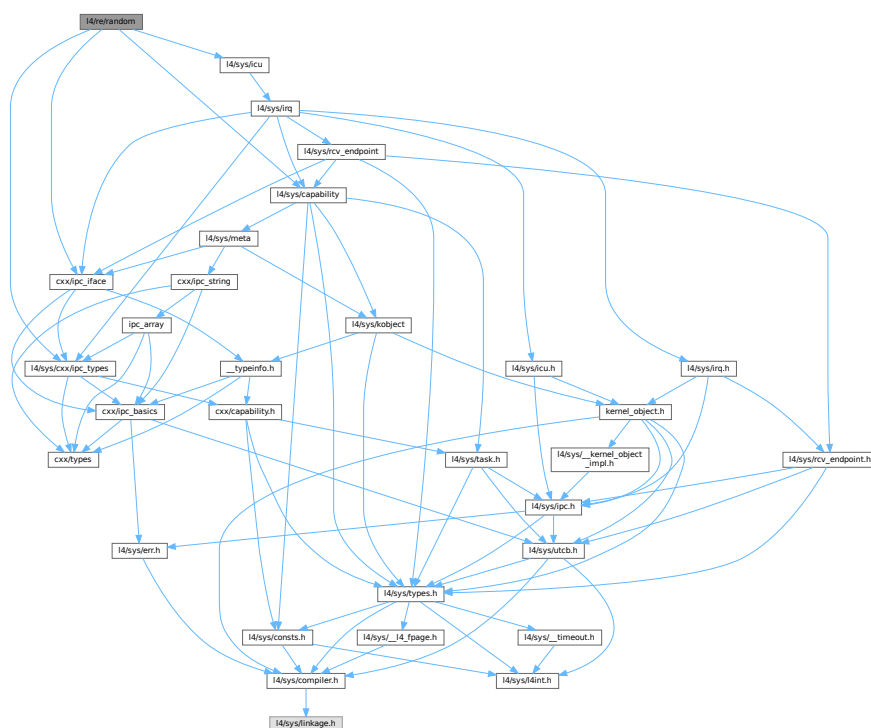 l4/re/random
l4/sys/icu
l4/sys/irq
l4/sys/rcv_endpoint
l4/sys/capability
l4/sys/meta
cxx/ipc_iface
cxx/ipc_string
ipc_array
l4/sys/kobject
l4/sys/cxx/ipc_types
__typeinfo.h
l4/sys/icu.h
l4/sys/irq.h
cxx/ipc_basics
cxx/capability.h
kernel_object.h
cxx/types
l4/sys/task.h
l4/sys/__kernel_object
_impl.h
l4/sys/rcv_endpoint.h
l4/sys/ipc.h
l4/sys/err.h
l4/sys/utcb.h
l4/sys/types.h
l4/sys/consts.h
l4/sys/__l4_fpage.h
l4/sys/__timeout.h
l4/sys/compiler.h
l4/sys/l4int.h
l4/sys/linkage.h